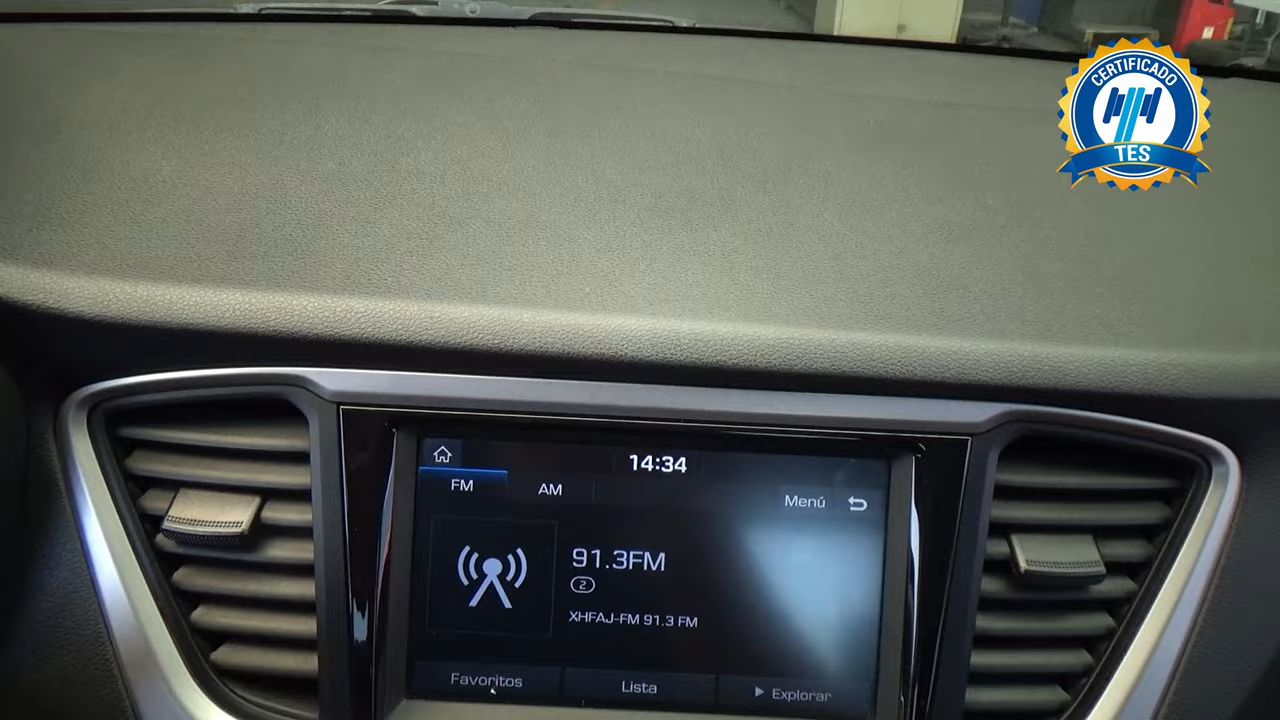 CERTIFICADO
TES
14:34
FM
AM
Menú
91.3FM
2
XHFAJ-FM 91.3 FM
Favoritos
Lista
Explorar